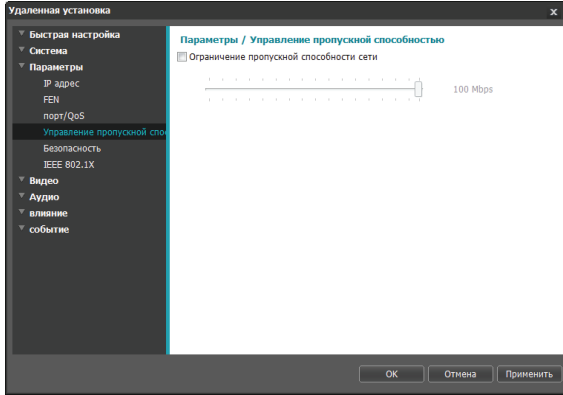 Удаленная установка x
Быстрая настройка
Система
Параметры
IP адрес
FEN
порт/QoS
Управление пропускной спос
Безопасность
IEEE 802.1X
Видео
Аудио
влияние
событие
Параметры / Управление пропускной способностью
Ограничение пропускной способности сети
100 Mbps
OK Отмена Применить